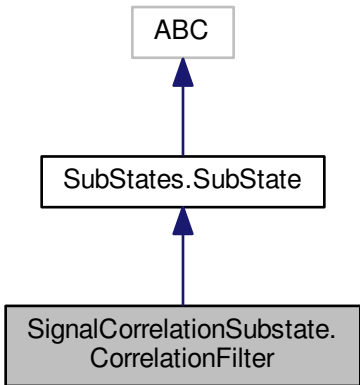 ABC
SubStates.SubState
SignalCorrelationSubstate.
CorrelationFilter